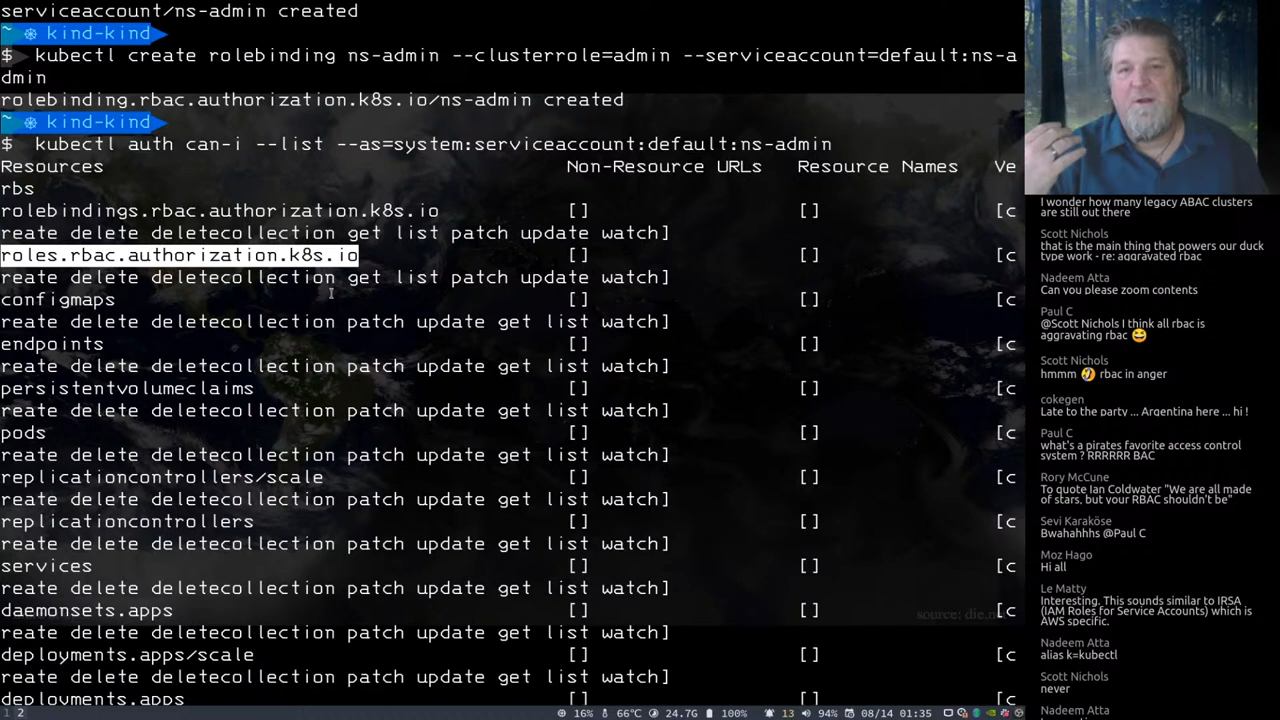 serviceaccount/ns-admin created
~ ⎈ kind-kind
$ kubectl create rolebinding ns-admin --clusterrole=admin --serviceaccount=default:ns-a
dmin
rolebinding.rbac.authorization.k8s.io/ns-admin created
~ ⎈ kind-kind
$ kubectl auth can-i --list --as=system:serviceaccount:default:ns-admin
Resources Non-Resource URLs Resource Names Ve
rbs
rolebindings.rbac.authorization.k8s.io [] [] [c
reate delete deletecollection get list patch update watch]
roles.rbac.authorization.k8s.io [] [] [c
reate delete deletecollection get list patch update watch]
configmaps [] [] [c
reate delete deletecollection patch update get list watch]
endpoints [] [] [c
reate delete deletecollection patch update get list watch]
persistentvolumeclaims [] [] [c
reate delete deletecollection patch update get list watch]
pods [] [] [c
reate delete deletecollection patch update get list watch]
replicationcontrollers/scale [] [] [c
reate delete deletecollection patch update get list watch]
replicationcontrollers [] [] [c
reate delete deletecollection patch update get list watch]
services [] [] [c
reate delete deletecollection patch update get list watch]
daemonsets.apps [] [] [c
reate delete deletecollection patch update get list watch]
deployments.apps/scale [] [] [c
reate delete deletecollection patch update get list watch]
deployments.apps [] [] [c
source: die.n
1 2 16% 66°C 24.7G 100% 13 94% 08/14 01:35
I wonder how many legacy ABAC clusters
are still out there
Scott Nichols
that is the main thing that powers our duck
type work - re: aggravated rbac
Nadeem Atta
Can you please zoom contents
Paul C
@Scott Nichols I think all rbac is
aggravating rbac 😅
Scott Nichols
hmmm 🤣 rbac in anger
cokegen
Late to the party ... Argentina here ... hi !
Paul C
what's a pirates favorite access control
system ? RRRRRR BAC
Rory McCune
To quote Ian Coldwater "We are all made
of stars, but your RBAC shouldn't be"
Sevi Karaköse
Bwahahhhs @Paul C
Moz Hago
Hi all
Le Matty
Interesting. This sounds similar to IRSA
(IAM Roles for Service Accounts) which is
AWS specific.
Nadeem Atta
alias k=kubectl
Scott Nichols
never
Nadeem Atta